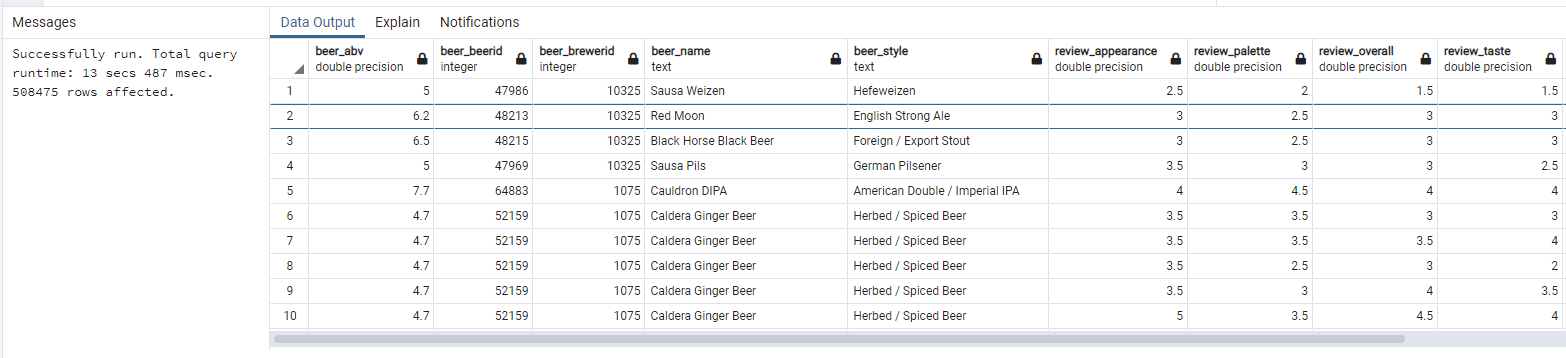 Messages
Successfully run. Total query
runtime: 13 secs 487 msec.
508475 rows affected.
Data Output Explain Notifications
beer_abv beer_beerid beer_brewerid beer_name beer_style review_appearance review_palette review_overall review_taste
double precision integer integer text text double precision double precision double precision double precision
1 5 47986 10325 Sausa Weizen Hefeweizen 2.5 2 1.5 1.5
2 6.2 48213 10325 Red Moon English Strong Ale 3 2.5 3 3
3 6.5 48215 10325 Black Horse Black Beer Foreign / Export Stout 3 2.5 3 3
4 5 47969 10325 Sausa Pils German Pilsener 3.5 3 3 2.5
5 7.7 64883 1075 Cauldron DIPA American Double / Imperial IPA 4 4.5 4 4
6 4.7 52159 1075 Caldera Ginger Beer Herbed / Spiced Beer 3.5 3.5 3 3
7 4.7 52159 1075 Caldera Ginger Beer Herbed / Spiced Beer 3.5 3.5 3.5 4
8 4.7 52159 1075 Caldera Ginger Beer Herbed / Spiced Beer 3.5 2.5 3 2
9 4.7 52159 1075 Caldera Ginger Beer Herbed / Spiced Beer 3.5 3 4 3.5
10 4.7 52159 1075 Caldera Ginger Beer Herbed / Spiced Beer 5 3.5 4.5 4